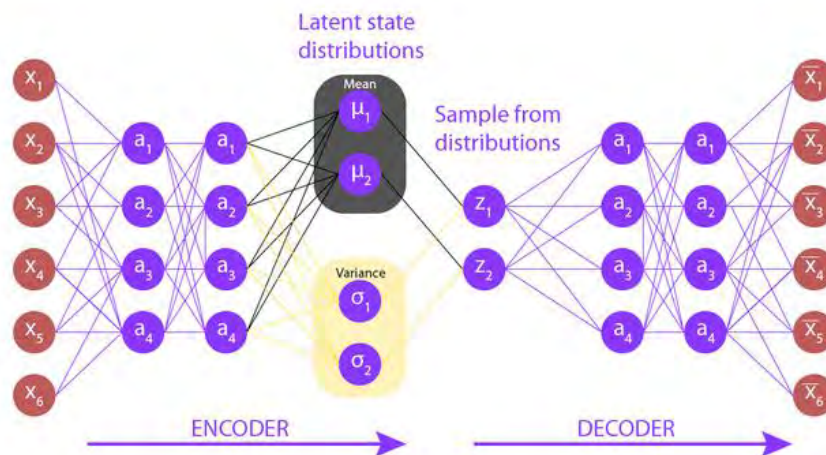 Latent state
distributions
Mean
μ₁
μ₂
Variance
σ₁
σ₂
Sample from
distributions
x₁
x₂
x₃
x₄
x₅
x₆
a₁
a₂
a₃
a₄
a₁
a₂
a₃
a₄
z₁
z₂
a₁
a₂
a₃
a₄
a₁
a₂
a₃
a₄
x̅₁
x̅₂
x̅₃
x̅₄
x̅₅
x̅₆
ENCODER
DECODER